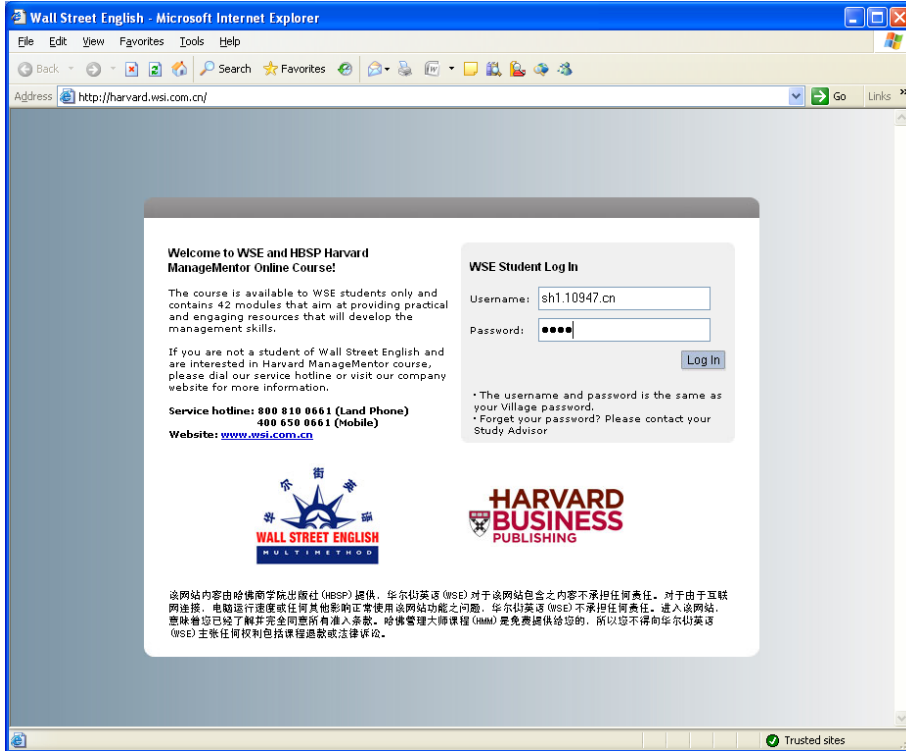 Wall Street English - Microsoft Internet Explorer
File Edit View Favorites Tools Help
Back Search Favorites
Address http://harvard.wsi.com.cn/ Go Links »
Welcome to WSE and HBSP Harvard
ManageMentor Online Course!
The course is available to WSE students only and
contains 42 modules that aim at providing practical
and engaging resources that will develop the
management skills.
If you are not a student of Wall Street English and
are interested in Harvard ManageMentor course,
please dial our service hotline or visit our company
website for more information.
Service hotline: 800 810 0661 (Land Phone)
400 650 0661 (Mobile)
Website: www.wsi.com.cn
WSE Student Log In
Username: sh1.10947.cn
Password: ●●●●
Log In
• The username and password is the same as
your Village password.
• Forget your password? Please contact your
Study Advisor
华尔街英语
WALL STREET ENGLISH
MULTIMETHOD
HARVARD
BUSINESS
PUBLISHING
该网站内容由哈佛商学院出版社(HBSP)提供，华尔街英语(WSE)对于该网站包含之内容不承担任何责任。对于由于互联
网连接，电脑运行速度或任何其他影响正常使用该网站功能之问题，华尔街英语(WSE)不承担任何责任。进入该网站，
意味着您已经了解并完全同意所有准入条款。哈佛管理大师课程(HMM)是免费提供给您的，所以您不得向华尔街英语
(WSE)主张任何权利包括课程退款或法律诉讼。
Trusted sites